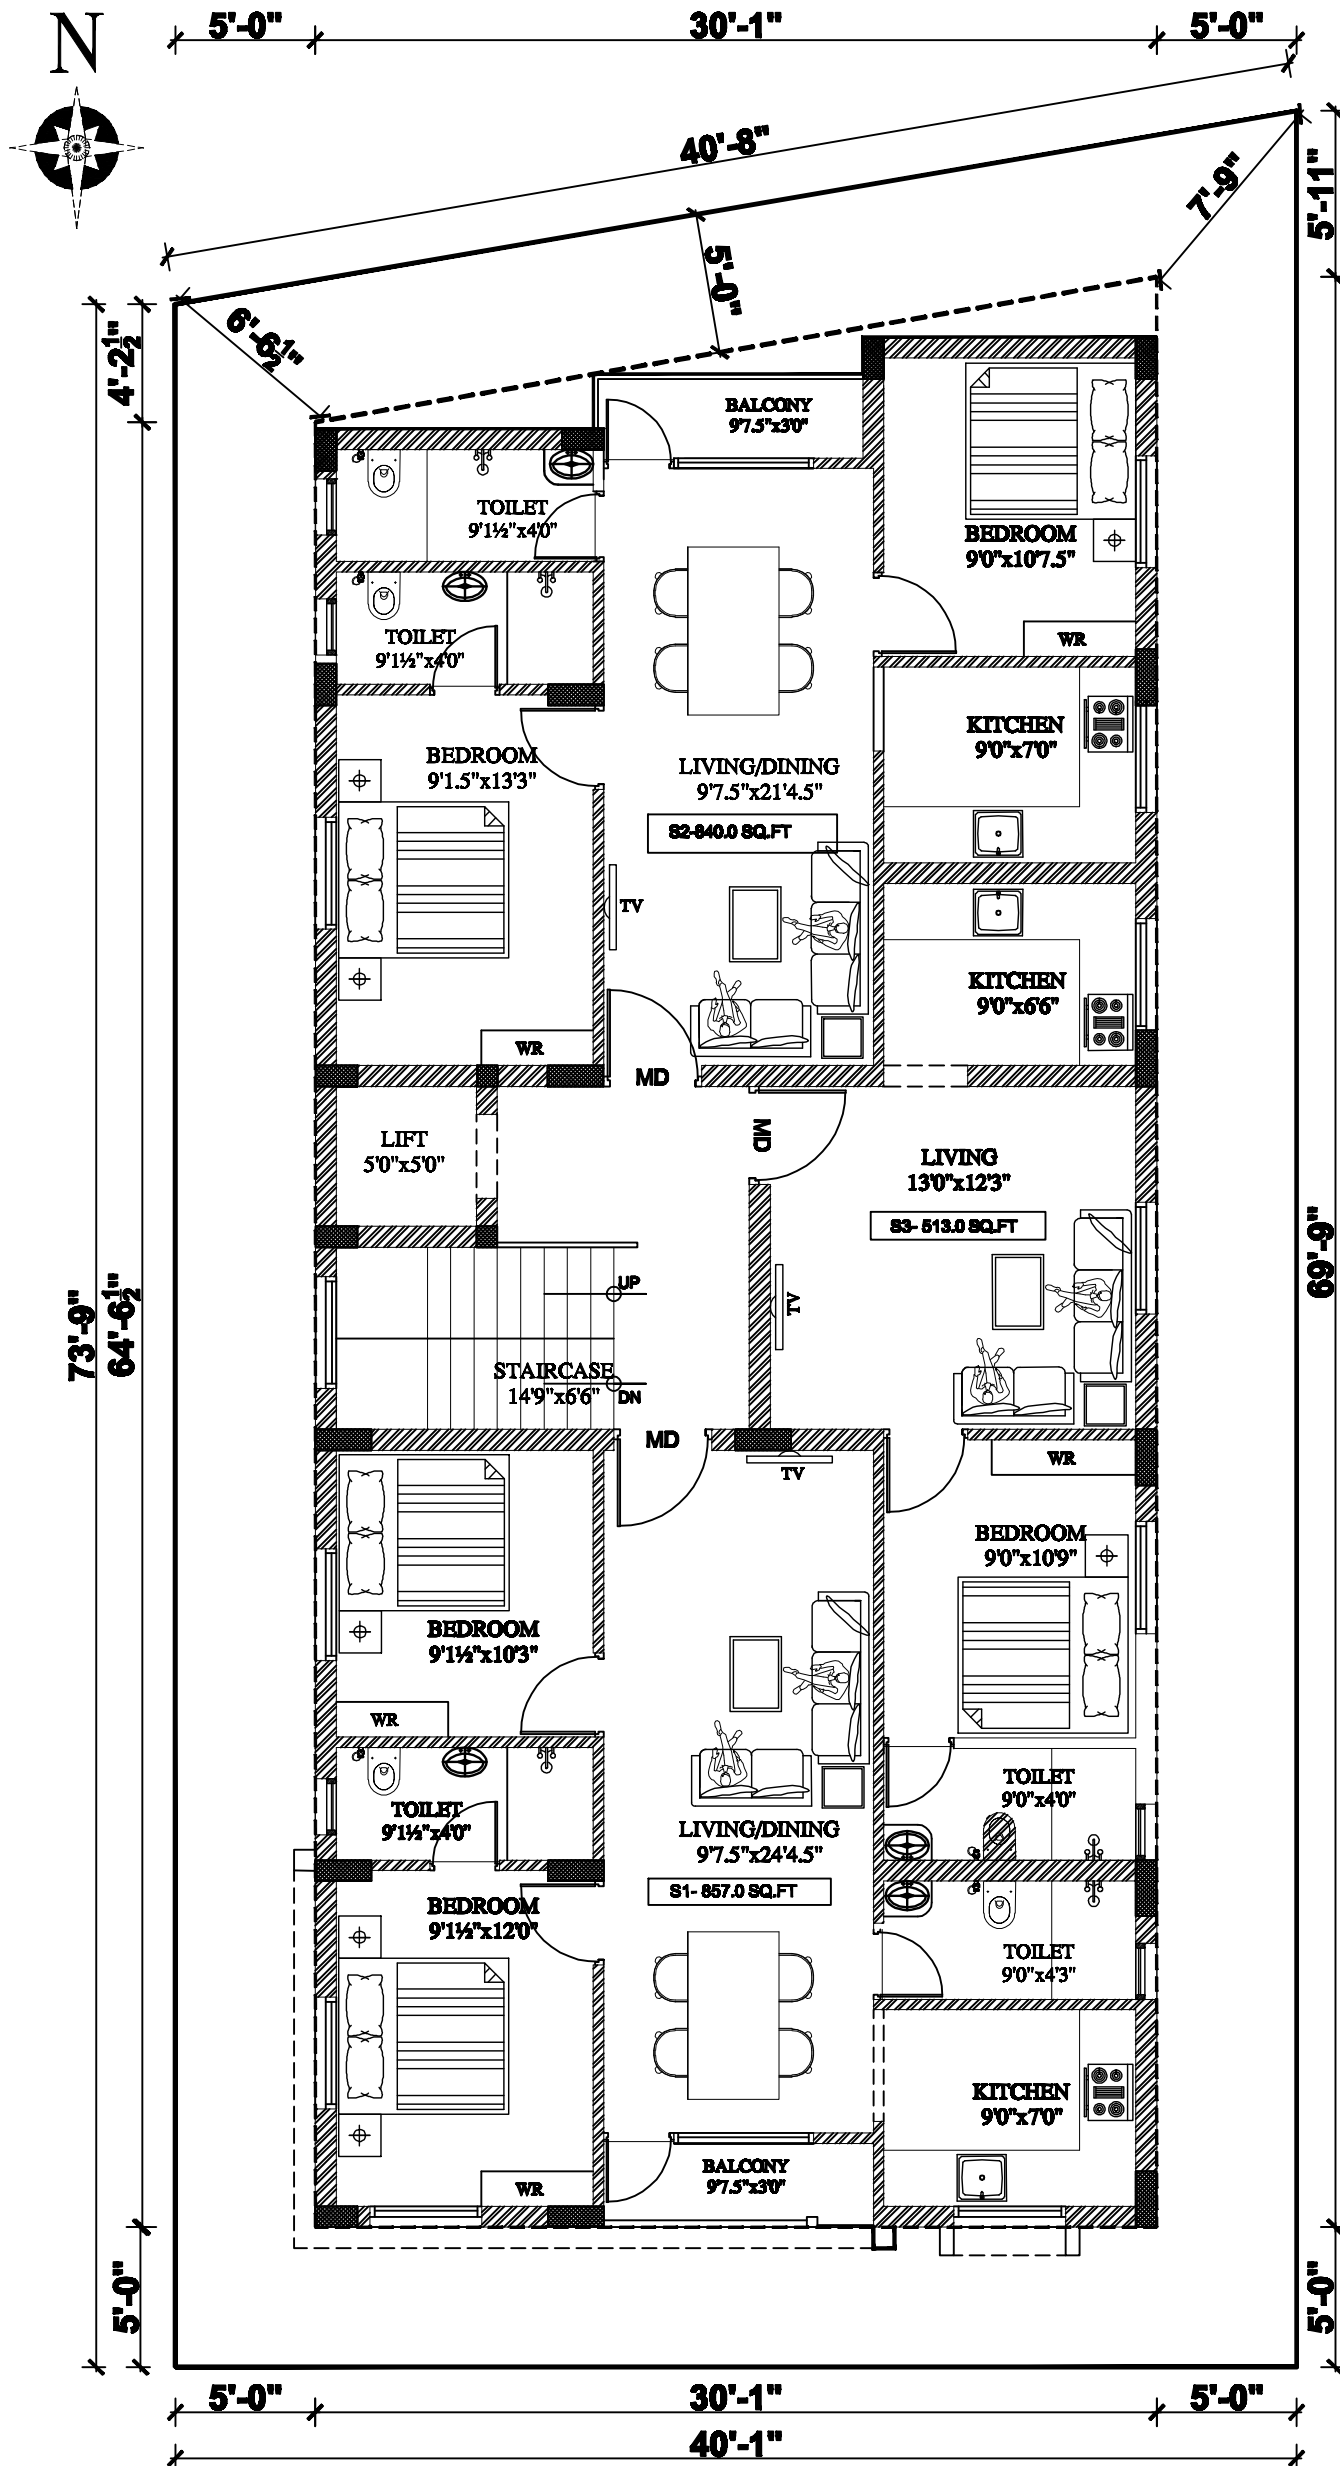 N
5'-0"
30'-1"
5'-0"
40'-8"
7'-9"
5'-11"
5'-0"
6'-6½"
4'-2½"
BALCONY
9'7.5"x3'0"
TOILET
9'1½"x4'0"
BEDROOM
9'0"x10'7.5"
TOILET
9'1½"x4'0"
WR
KITCHEN
9'0"x7'0"
BEDROOM
9'1.5"x13'3"
LIVING/DINING
9'7.5"x21'4.5"
S2-840.0 SQ.FT
TV
KITCHEN
9'0"x6'6"
WR
MD
MD
LIFT
5'0"x5'0"
LIVING
13'0"x12'3"
S3- 513.0 SQ.FT
69'-9"
73'-9"
64'-6½"
UP
TV
STAIRCASE
14'9"x6'6"
DN
MD
TV
WR
BEDROOM
9'0"x10'9"
BEDROOM
9'1½"x10'3"
WR
TOILET
9'0"x4'0"
TOILET
9'1½"x4'0"
LIVING/DINING
9'7.5"x24'4.5"
S1- 857.0 SQ.FT
BEDROOM
9'1½"x12'0"
TOILET
9'0"x4'3"
KITCHEN
9'0"x7'0"
BALCONY
9'7.5"x3'0"
WR
5'-0"
5'-0"
5'-0"
30'-1"
5'-0"
40'-1"